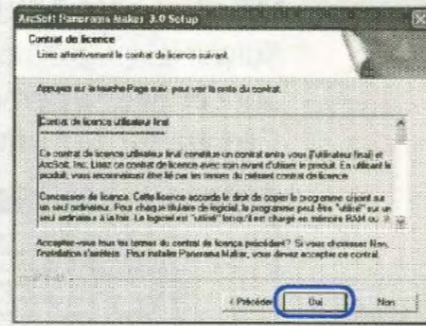 ArcSoft Panorama Maker 3.0 Setup
Contrat de licence
Lisez attentivement le contrat de licence suivant.
Appuyez sur la touche Page suiv. pour voir le reste du contrat.
Contrat de licence utilisateur final
Ce contrat de licence utilisateur final constitue un contrat entre vous (l'utilisateur final) et
ArcSoft, Inc. Lisez ce contrat de licence avec soin avant d'utiliser le produit. En utilisant le
produit, vous reconnaissez être lié par les termes du présent contrat de licence.
Concession de licence. Cette licence accorde le droit de copier le programme ci-joint sur
un seul ordinateur. Pour chaque titulaire de logiciel, le programme peut être "utilisé" sur un
seul ordinateur à la fois. Le logiciel est "utilisé" lorsqu'il est chargé en mémoire RAM ou
Acceptez-vous tous les termes du contrat de licence précédent? Si vous choisissez Non,
l'installation s'arrêtera. Pour installer Panorama Maker, vous devez accepter ce contrat.
< Précédent
Oui
Non